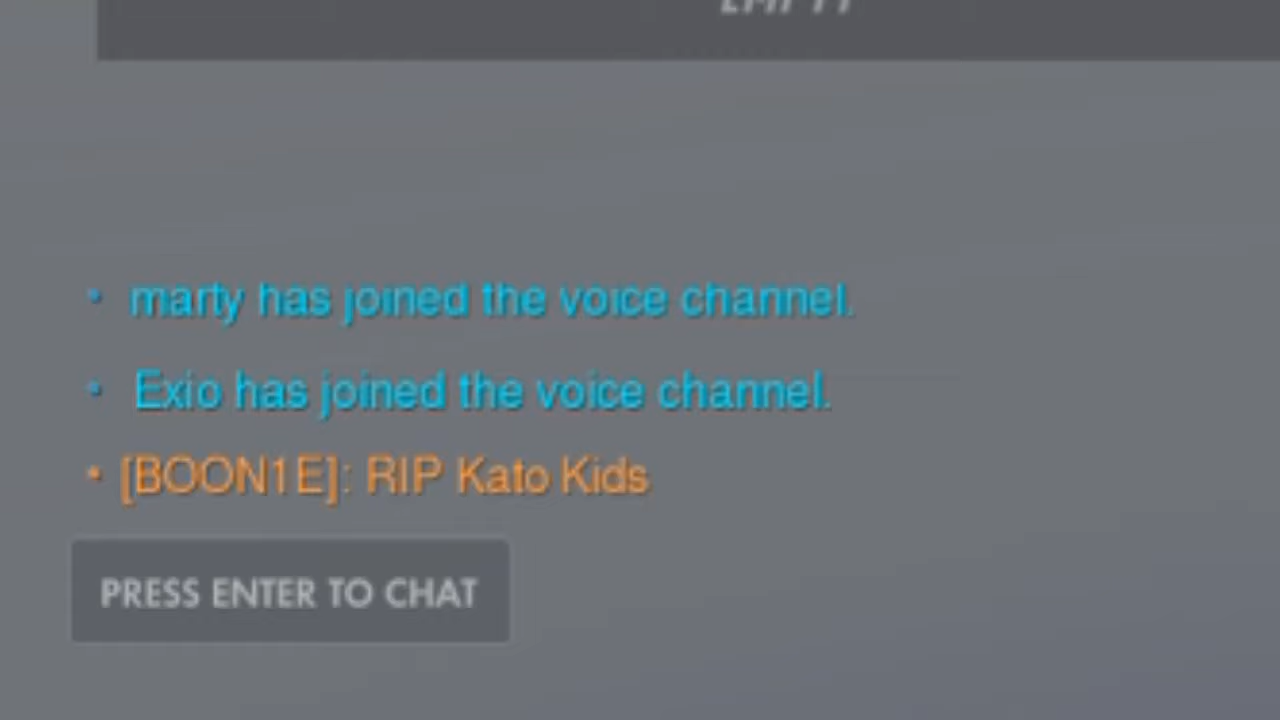 EMPTY
• marty has joined the voice channel.
• Exio has joined the voice channel.
• [BOON1E]: RIP Kato Kids
PRESS ENTER TO CHAT